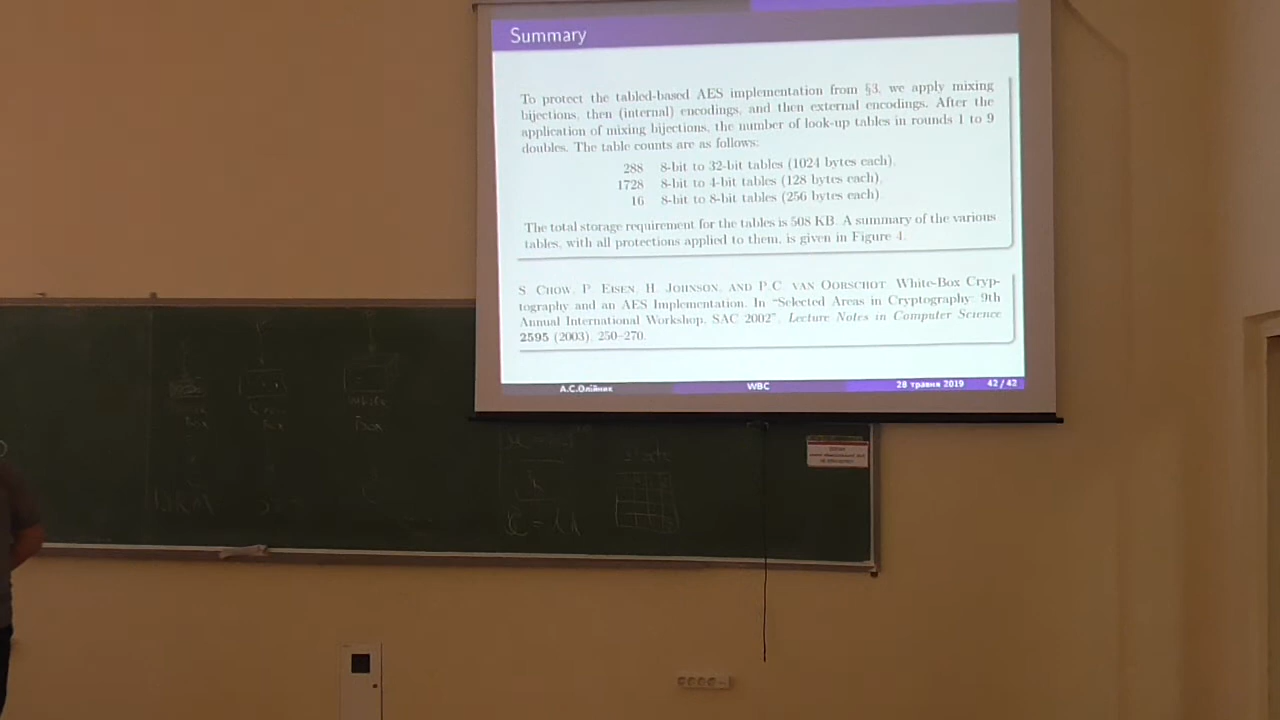 Summary
To protect the tabled-based AES implementation from §3, we apply mixing
bijections, then (internal) encodings, and then external encodings. After the
application of mixing bijections, the number of look-up tables in rounds 1 to 9
doubles. The table counts are as follows:
288 8-bit to 32-bit tables (1024 bytes each),
1728 8-bit to 4-bit tables (128 bytes each),
16 8-bit to 8-bit tables (256 bytes each).
The total storage requirement for the tables is 508 KB. A summary of the various
tables, with all protections applied to them, is given in Figure 4.
S. Chow, P. Eisen, H. Johnson, and P.C. van Oorschot. White-Box Cryp-
tography and an AES Implementation. In "Selected Areas in Cryptography: 9th
Annual International Workshop, SAC 2002". Lecture Notes in Computer Science
2595 (2003), 250–270.
А.С.Олійник WBC 28 травня 2019 42 / 42
state